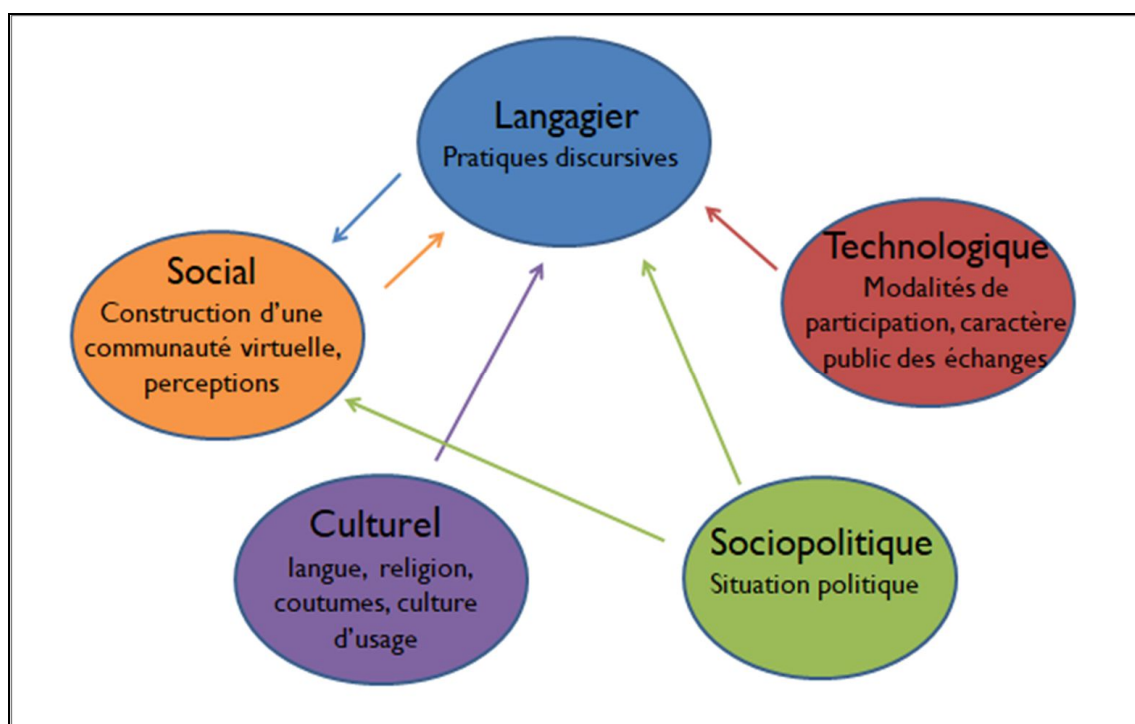 Langagier
Pratiques discursives
Social
Construction d’une
communauté virtuelle,
perceptions
Technologique
Modalités de
participation, caractère
public des échanges
Culturel
langue, religion,
coutumes, culture
d’usage
Sociopolitique
Situation politique